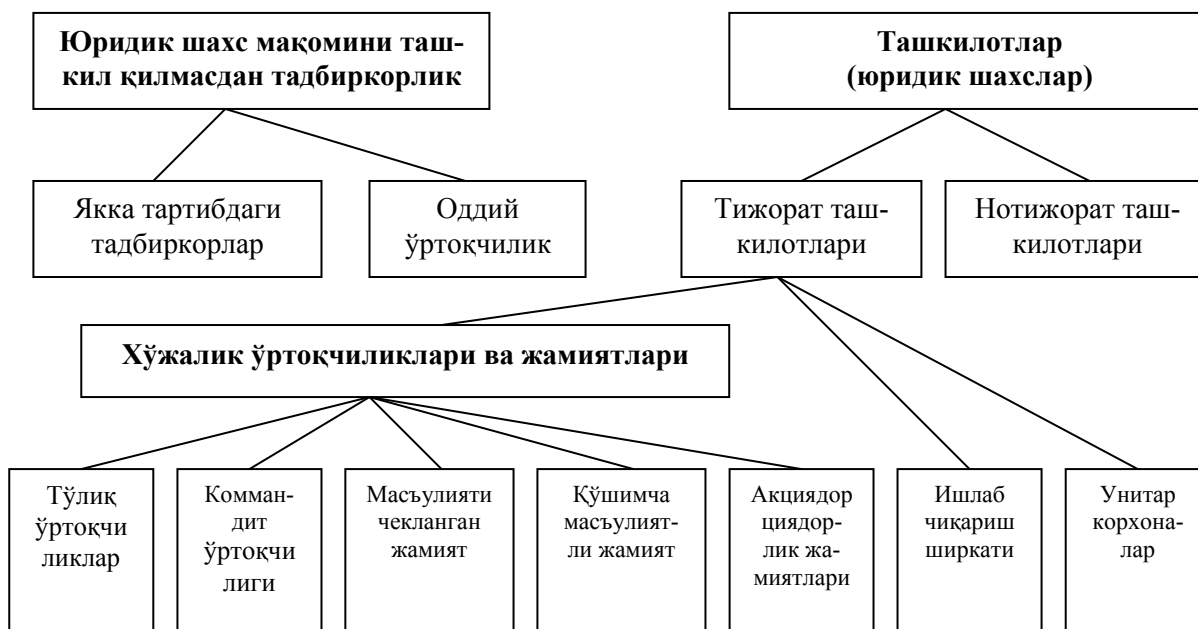 Юридик шахс мақомини таш-
кил қилмасдан тадбиркорлик
Ташкилотлар
(юридик шахслар)
Якка тартибдаги
тадбиркорлар
Оддий
ўртоқчилик
Тижорат таш-
килотлари
Нотижорат таш-
килотлари
Хўжалик ўртоқчиликлари ва жамиятлари
Тўлиқ
ўртоқчи
ликлар
Комман-
дит
ўртоқчи
лиги
Масъулияти
чекланган
жамият
Қўшимча
масъулият-
ли жамият
Акциядор
циядор-
лик жа-
миятлари
Ишлаб
чиқариш
ширкати
Унитар
корхона-
лар